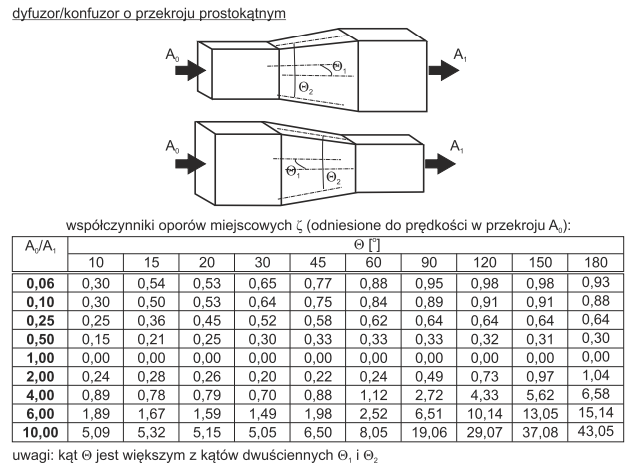 dyfuzor/konfuzor o przekroju prostokątnym
A₀ A₁
Θ₁
Θ₂
A₀ A₁
Θ₁ Θ₂
współczynniki oporów miejscowych ζ (odniesione do prędkości w przekroju A₀):
A₀/A₁ Θ [°]
10 15 20 30 45 60 90 120 150 180
0,06 0,30 0,54 0,53 0,65 0,77 0,88 0,95 0,98 0,98 0,93
0,10 0,30 0,50 0,53 0,64 0,75 0,84 0,89 0,91 0,91 0,88
0,25 0,25 0,36 0,45 0,52 0,58 0,62 0,64 0,64 0,64 0,64
0,50 0,15 0,21 0,25 0,30 0,33 0,33 0,33 0,32 0,31 0,30
1,00 0,00 0,00 0,00 0,00 0,00 0,00 0,00 0,00 0,00 0,00
2,00 0,24 0,28 0,26 0,20 0,22 0,24 0,49 0,73 0,97 1,04
4,00 0,89 0,78 0,79 0,70 0,88 1,12 2,72 4,33 5,62 6,58
6,00 1,89 1,67 1,59 1,49 1,98 2,52 6,51 10,14 13,05 15,14
10,00 5,09 5,32 5,15 5,05 6,50 8,05 19,06 29,07 37,08 43,05
uwagi: kąt Θ jest większym z kątów dwuściennych Θ₁ i Θ₂